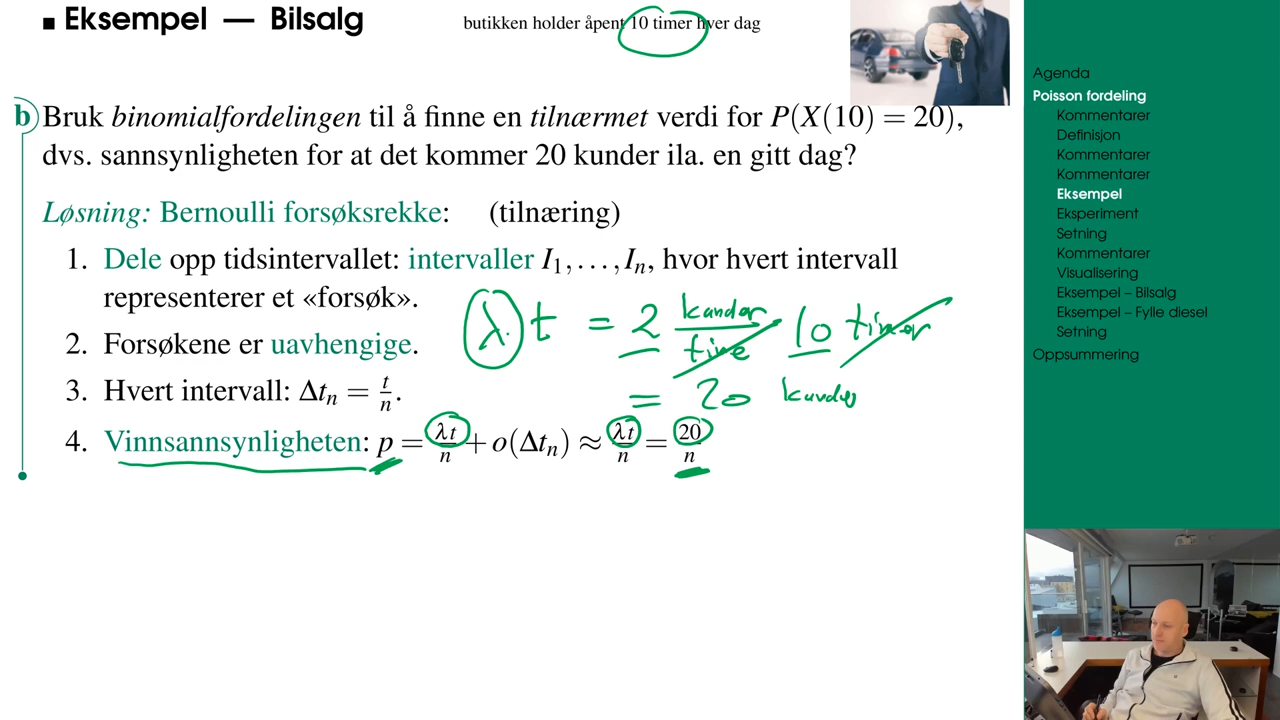 ▪ Eksempel — Bilsalg
butikken holder åpent 10 timer hver dag
b Bruk binomialfordelingen til å finne en tilnærmet verdi for P(X(10) = 20),
dvs. sannsynligheten for at det kommer 20 kunder ila. en gitt dag?
Løsning: Bernoulli forsøksrekke: (tilnæring)
1. Dele opp tidsintervallet: intervaller I₁, …, Iₙ, hvor hvert intervall
representerer et «forsøk».
λt = 2 kunder/time 10 timer
2. Forsøkene er uavhengige.
= 20 kunder
3. Hvert intervall: Δtₙ = t/n.
4. Vinnsannsynligheten: p = λt/n + o(Δtₙ) ≈ λt/n = 20/n
Agenda
Poisson fordeling
Kommentarer
Definisjon
Kommentarer
Kommentarer
Eksempel
Eksperiment
Setning
Kommentarer
Visualisering
Eksempel – Bilsalg
Eksempel – Fylle diesel
Setning
Oppsummering